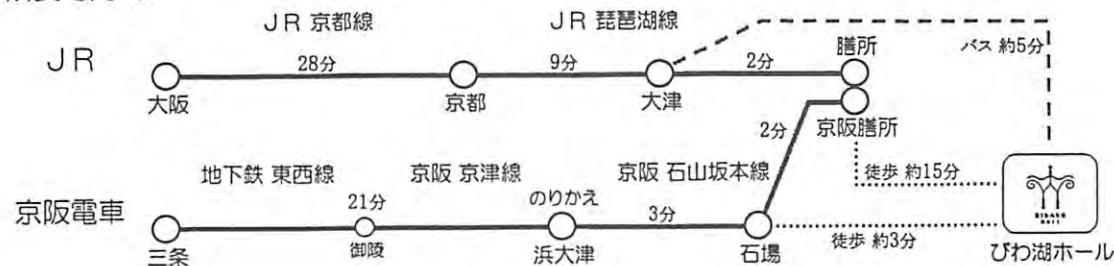 JR 京都線
JR 琵琶湖線
膳所
バス 約5分
JR
28分
9分
2分
大阪
京都
大津
京阪膳所
2分
地下鉄 東西線
京阪 京津線
京阪 石山坂本線
徒歩 約15分
京阪電車
21分
のりかえ
3分
三条
御陵
浜大津
石場
徒歩 約3分
BIWAKO
HALL
びわ湖ホール